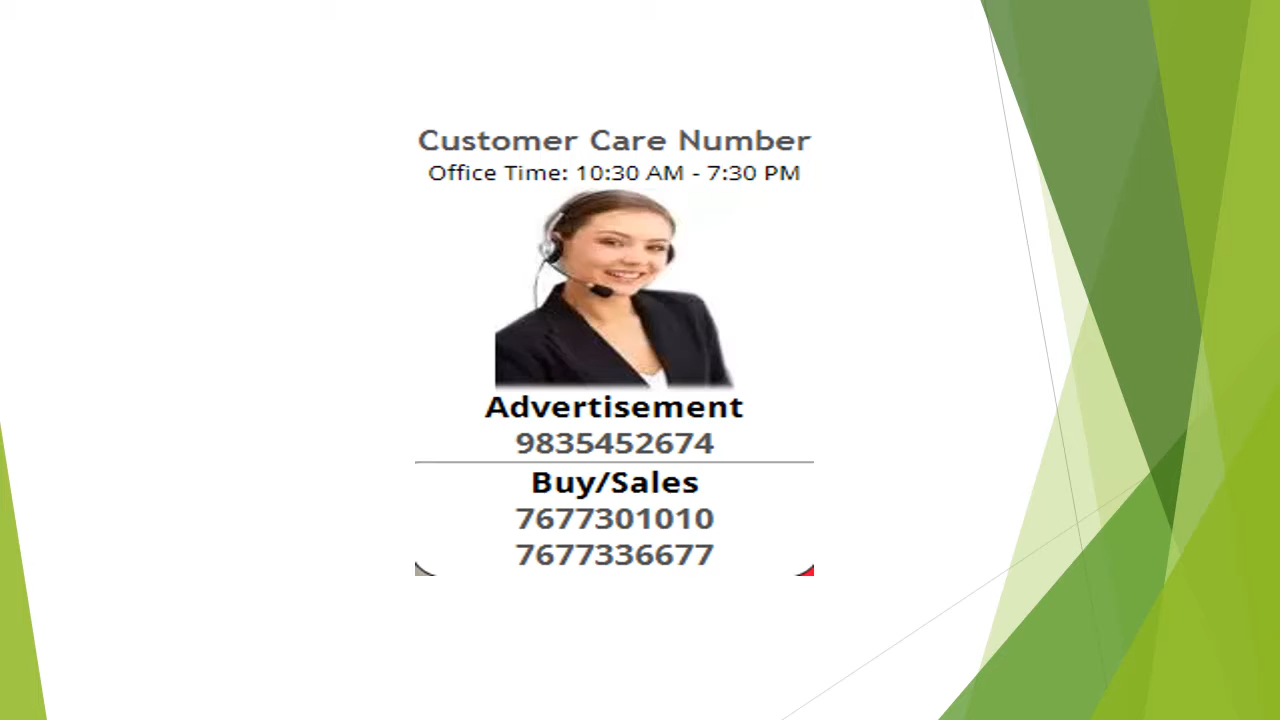 Customer Care Number
Office Time: 10:30 AM - 7:30 PM
Advertisement
9835452674
Buy/Sales
7677301010
7677336677